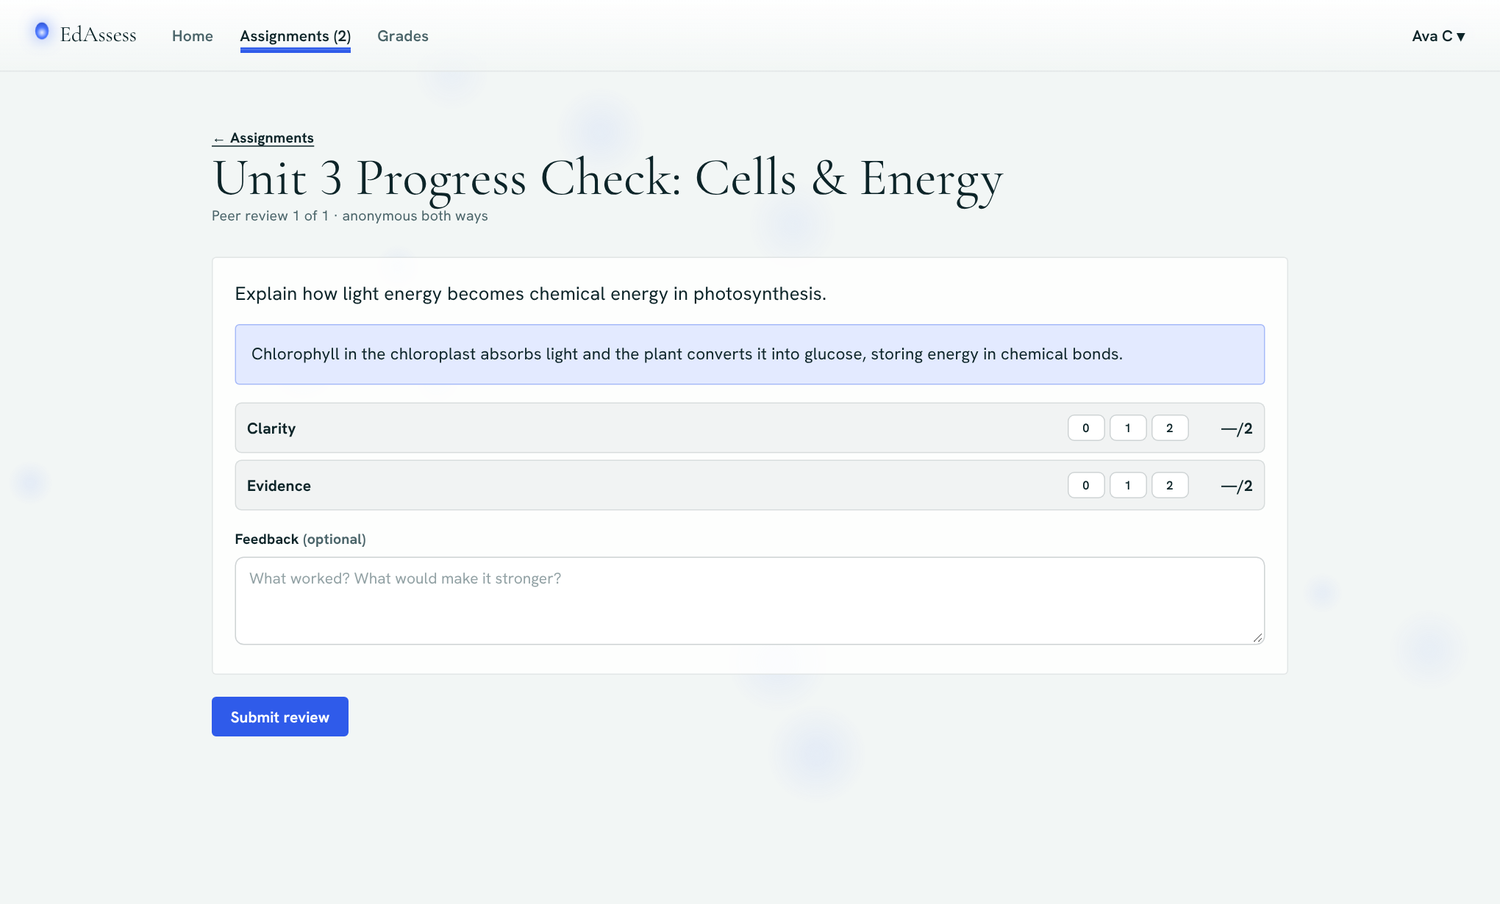 EdAssess
Home
Assignments (2)
Grades
Ava C ▾
← Assignments
Unit 3 Progress Check: Cells & Energy
Peer review 1 of 1 · anonymous both ways
Explain how light energy becomes chemical energy in photosynthesis.
Chlorophyll in the chloroplast absorbs light and the plant converts it into glucose, storing energy in chemical bonds.
Clarity 0 1 2 —/2
Evidence 0 1 2 —/2
Feedback (optional)
What worked? What would make it stronger?
Submit review